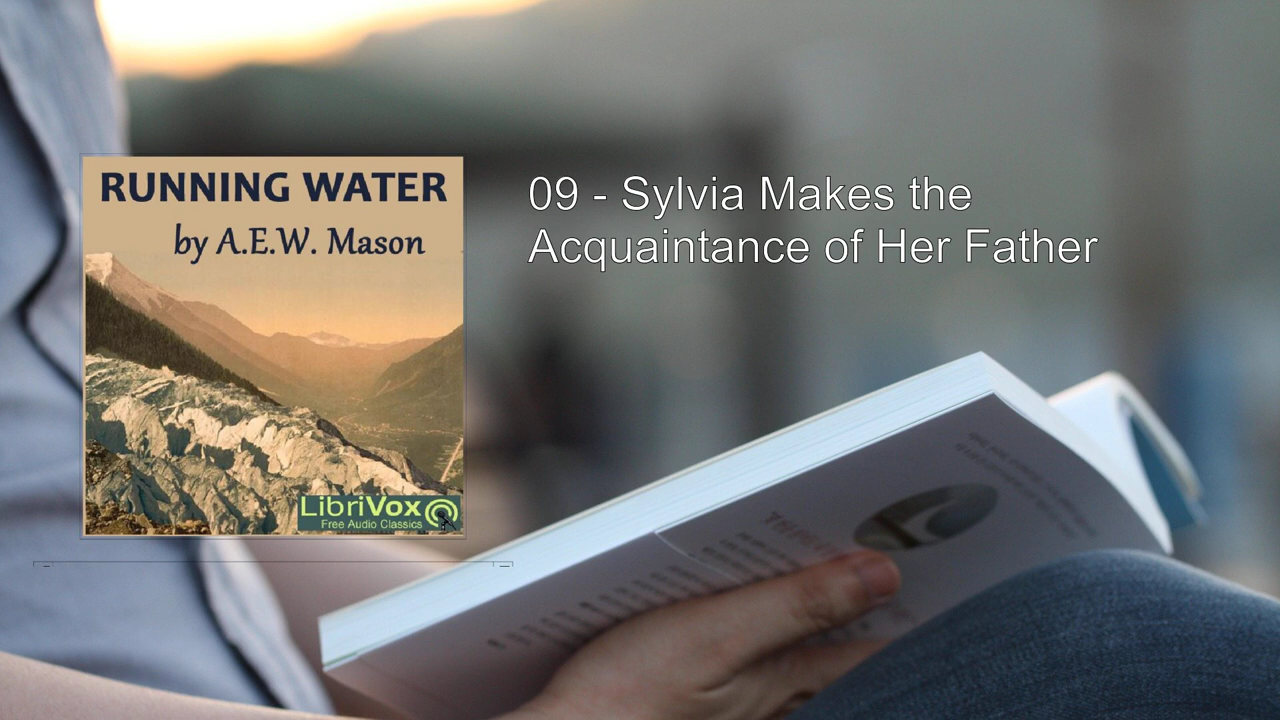 RUNNING WATER
by A.E.W. Mason
LibriVox
Free Audio Classics
09 - Sylvia Makes the
Acquaintance of Her Father